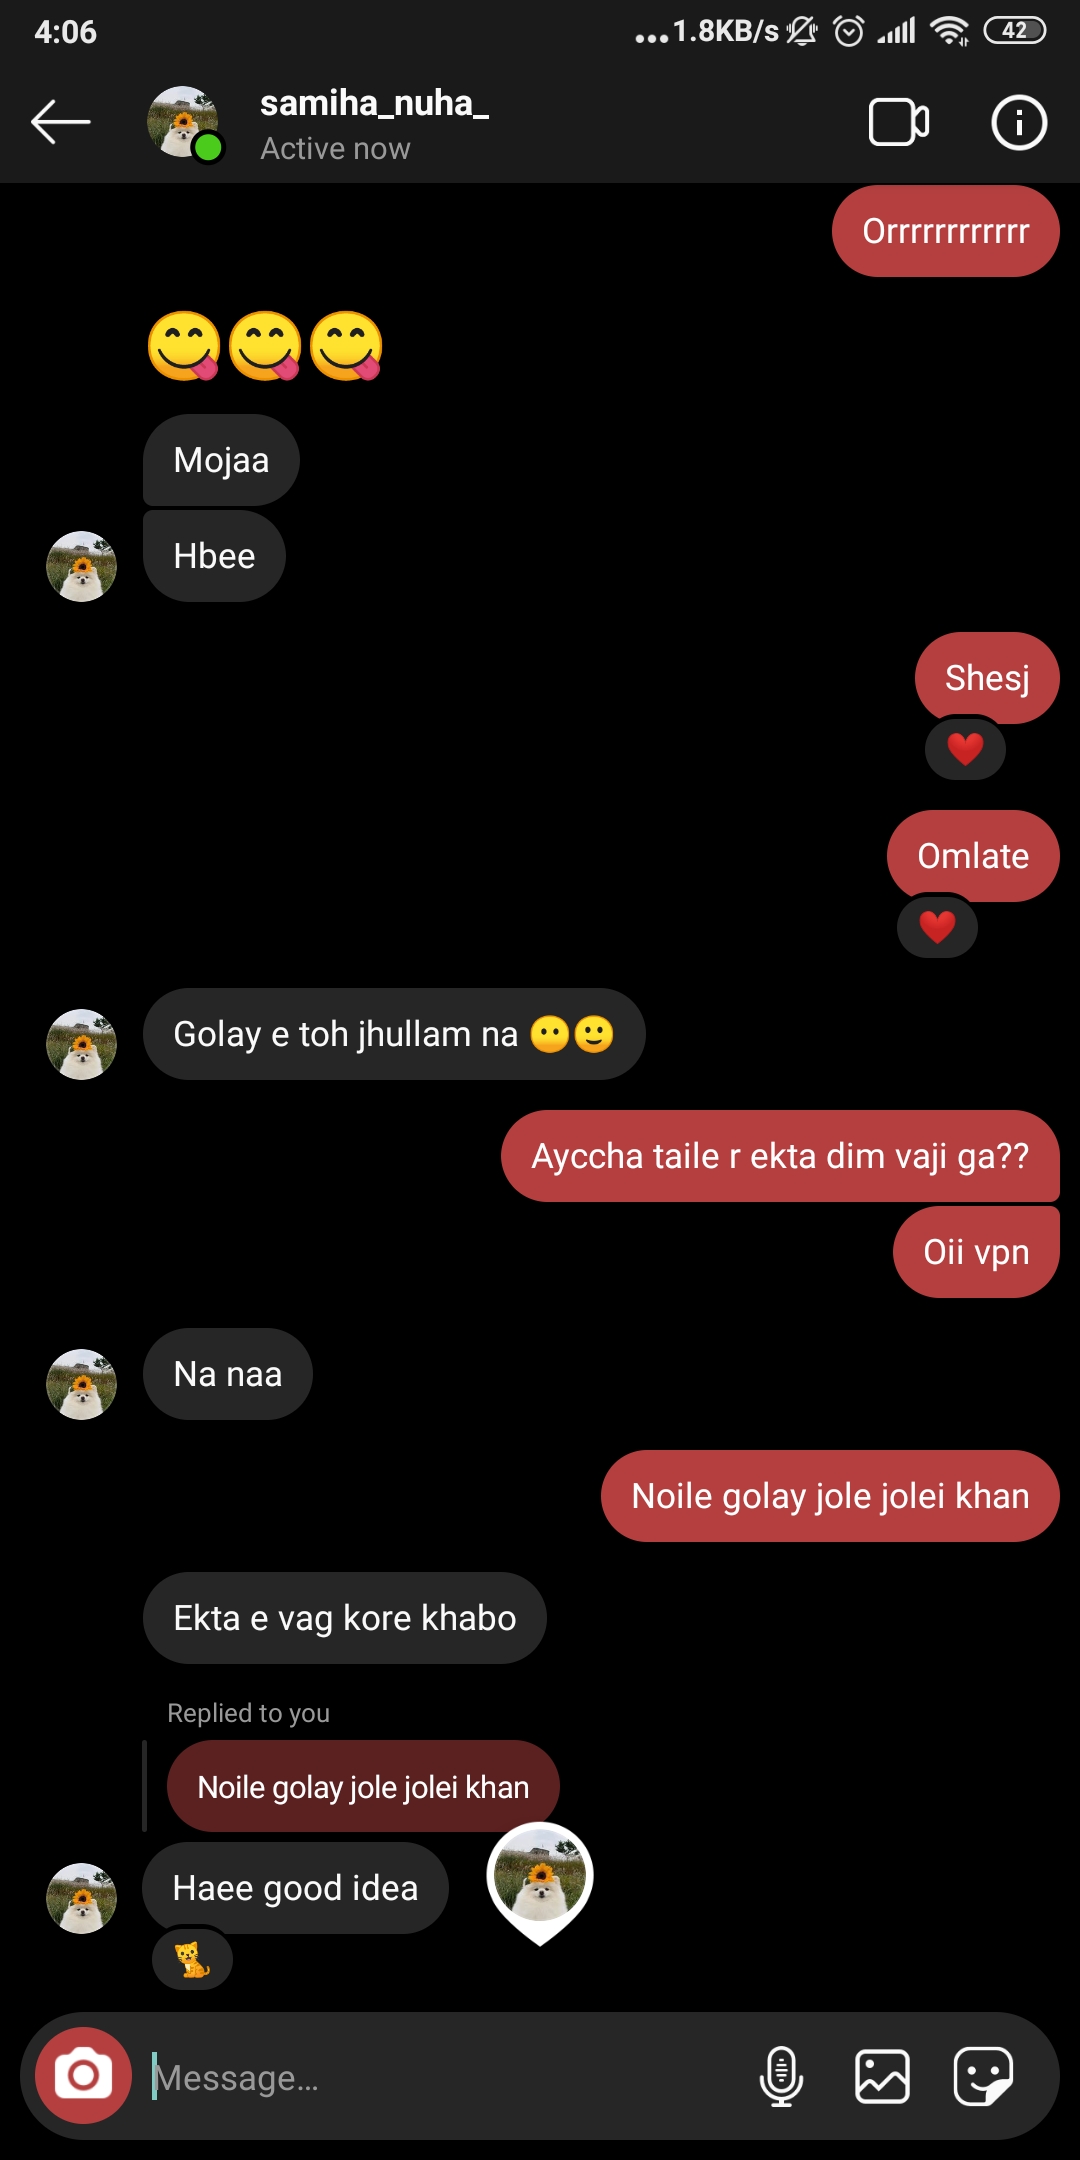 4:06
...1.8KB/s 42
samiha_nuha_
Active now
Orrrrrrrrrrrr
😋😋😋
Mojaa
Hbee
Shesj
❤️
Omlate
❤️
Golay e toh jhullam na 😶🙂
Ayccha taile r ekta dim vaji ga??
Oii vpn
Na naa
Noile golay jole jolei khan
Ekta e vag kore khabo
Replied to you
Noile golay jole jolei khan
Haee good idea
🐈
Message...